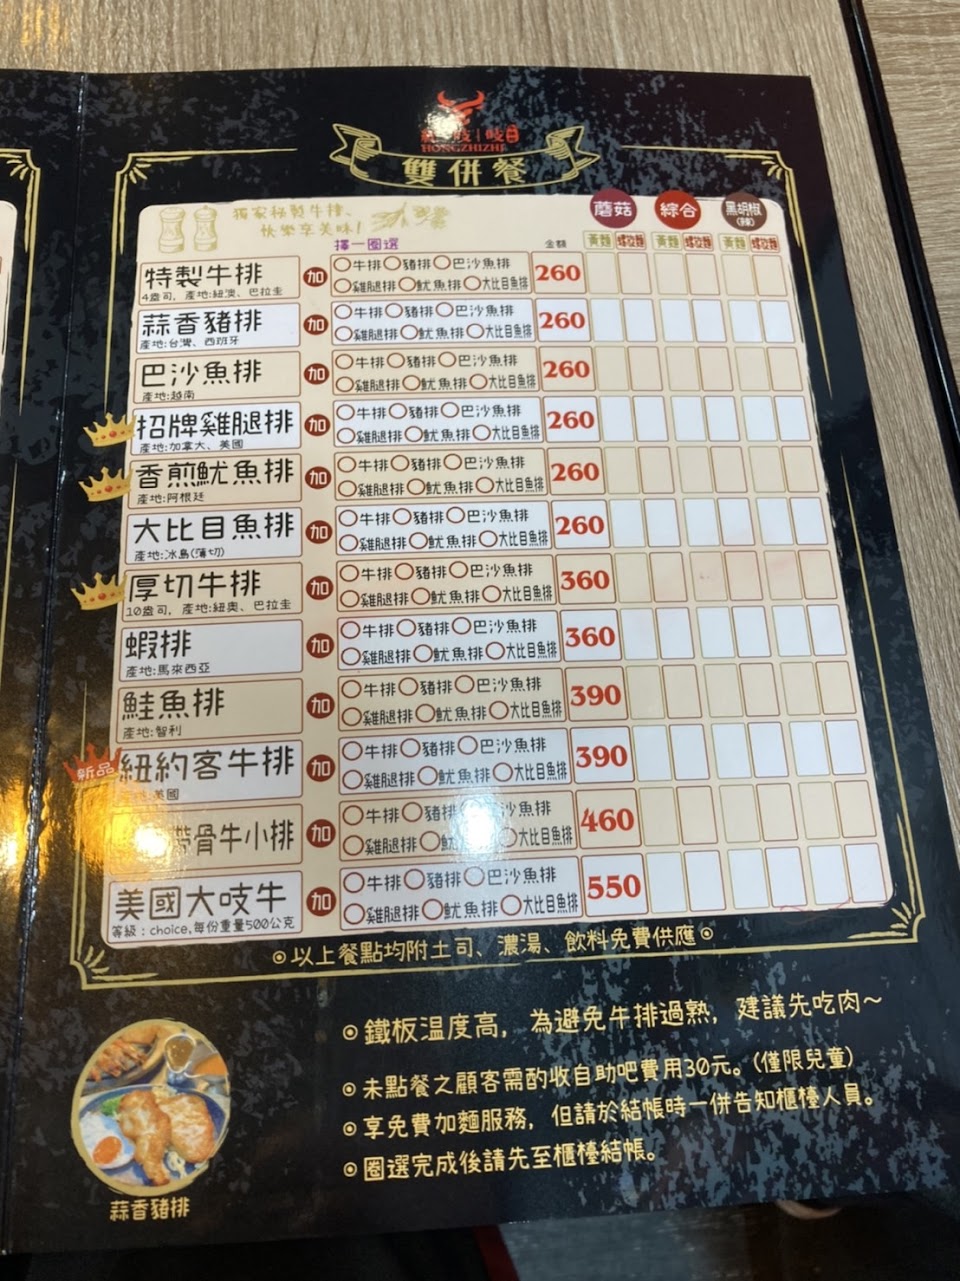 吱|吱
HONGZHIZHI
雙併餐
獨家秘製牛排、
快樂享美味!
擇一圈選
金額
蘑菇 綜合 黑胡椒(辣)
黃麵 螺旋麵 黃麵 螺旋麵 黃麵 螺旋麵
特製牛排 加 牛排 豬排 巴沙魚排 260
4盎司, 產地:紐澳、巴拉圭 雞腿排 魷魚排 大比目魚排
蒜香豬排 加 牛排 豬排 巴沙魚排 260
產地:台灣、西班牙 雞腿排 魷魚排 大比目魚排
巴沙魚排 加 牛排 豬排 巴沙魚排 260
產地:越南 雞腿排 魷魚排 大比目魚排
招牌雞腿排 加 牛排 豬排 巴沙魚排 260
產地:加拿大、美國 雞腿排 魷魚排 大比目魚排
香煎魷魚排 加 牛排 豬排 巴沙魚排 260
產地:阿根廷 雞腿排 魷魚排 大比目魚排
大比目魚排 加 牛排 豬排 巴沙魚排 260
產地:冰島(薄切) 雞腿排 魷魚排 大比目魚排
厚切牛排 加 牛排 豬排 巴沙魚排 360
10盎司, 產地:紐奧、巴拉圭 雞腿排 魷魚排 大比目魚排
蝦排 加 牛排 豬排 巴沙魚排 360
產地:馬來西亞 雞腿排 魷魚排 大比目魚排
鮭魚排 加 牛排 豬排 巴沙魚排 390
產地:智利 雞腿排 魷魚排 大比目魚排
新品 紐約客牛排 加 牛排 豬排 巴沙魚排 390
美國 雞腿排 魷魚排 大比目魚排
帶骨牛小排 加 牛排 豬排 巴沙魚排 460
雞腿排 魷魚排 大比目魚排
美國大吱牛 加 牛排 豬排 巴沙魚排 550
等級：choice,每份重量500公克 雞腿排 魷魚排 大比目魚排
◎以上餐點均附土司、濃湯、飲料免費供應◎
◎鐵板溫度高, 為避免牛排過熟, 建議先吃肉~
◎未點餐之顧客需酌收自助吧費用30元。(僅限兒童)
◎享免費加麵服務, 但請於結帳時一併告知櫃檯人員。
◎圈選完成後請先至櫃檯結帳。
蒜香豬排